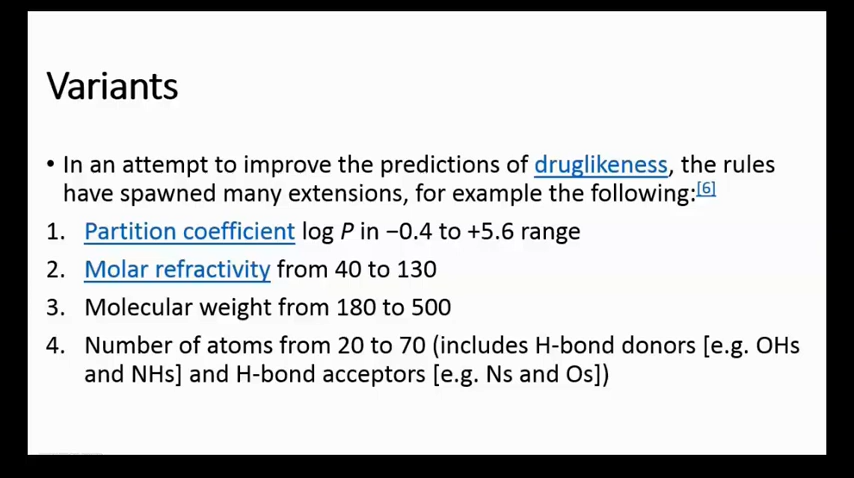 Variants
• In an attempt to improve the predictions of druglikeness, the rules
have spawned many extensions, for example the following:[6]
1. Partition coefficient log P in −0.4 to +5.6 range
2. Molar refractivity from 40 to 130
3. Molecular weight from 180 to 500
4. Number of atoms from 20 to 70 (includes H-bond donors [e.g. OHs
and NHs] and H-bond acceptors [e.g. Ns and Os])